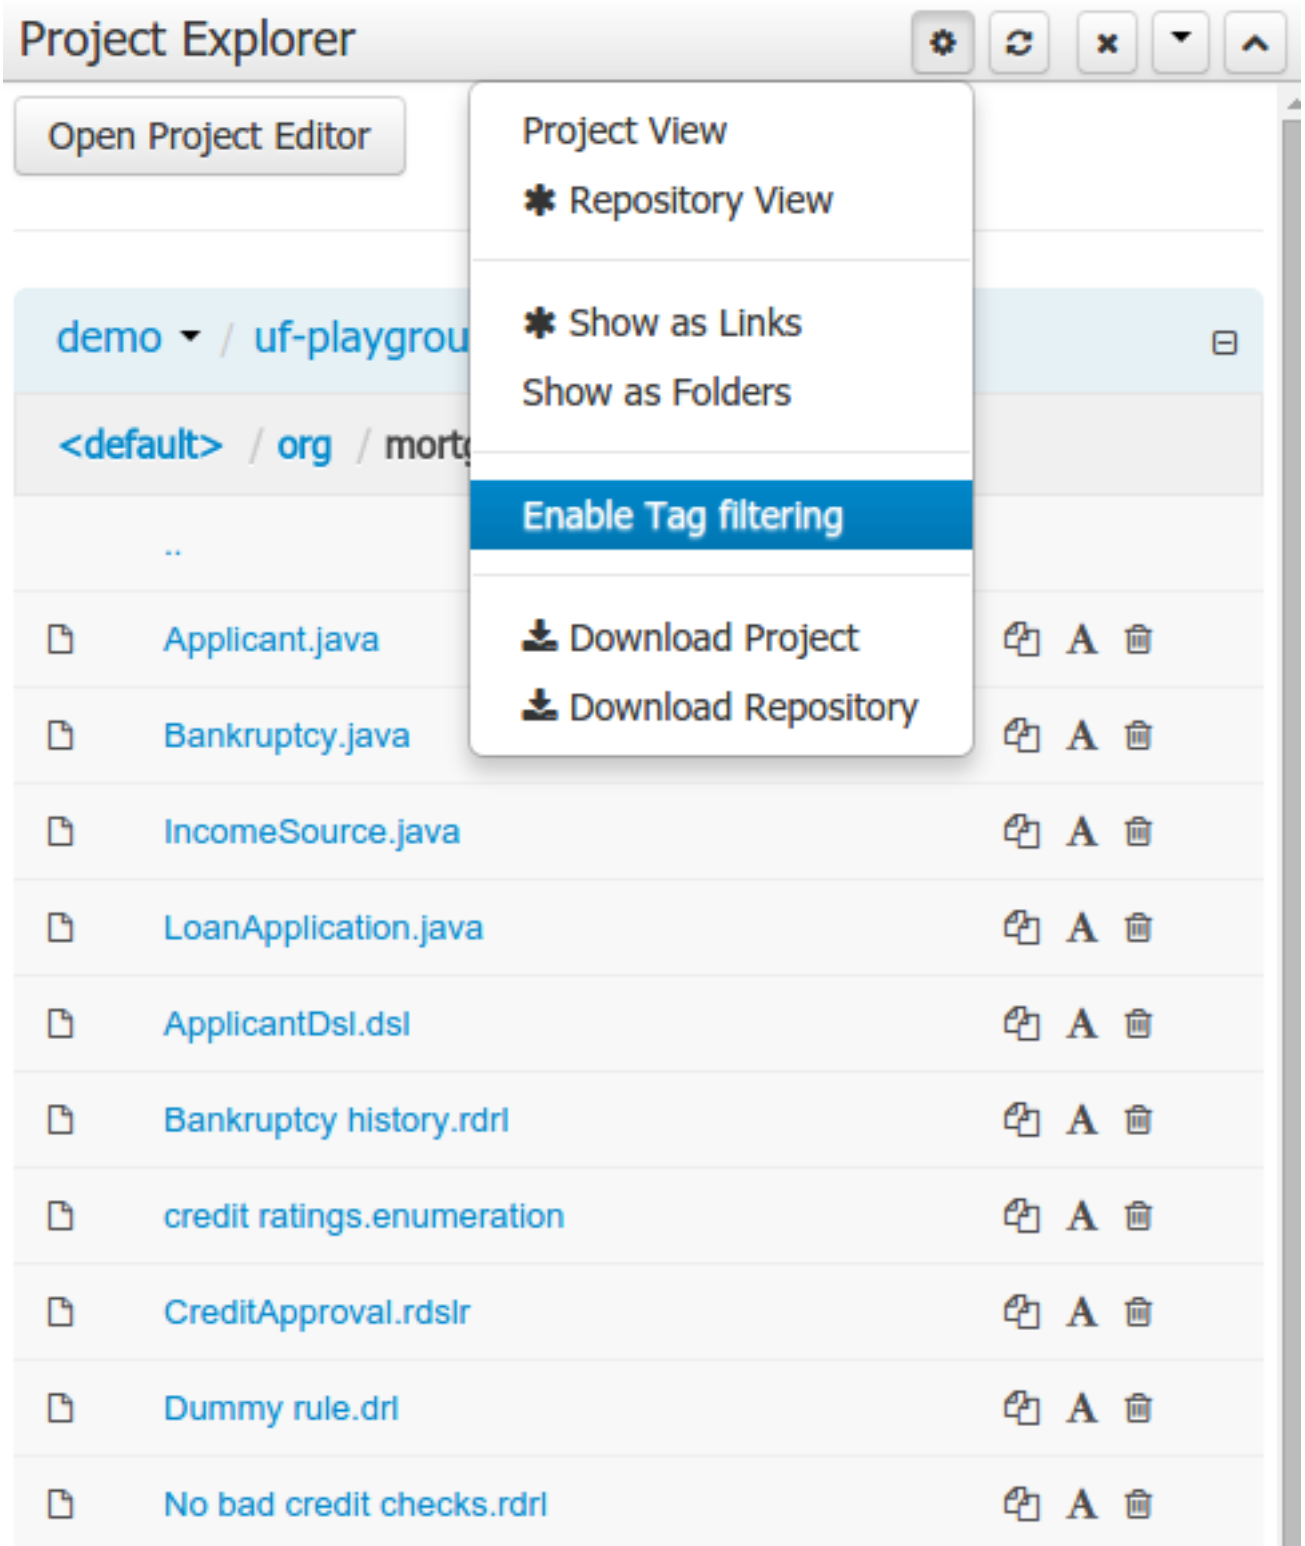 Project Explorer
Open Project Editor
Project View
Repository View
Show as Links
Show as Folders
Enable Tag filtering
Download Project
Download Repository
demo / uf-playgrou
<default> / org / mortg
..
Applicant.java
Bankruptcy.java
IncomeSource.java
LoanApplication.java
ApplicantDsl.dsl
Bankruptcy history.rdrl
credit ratings.enumeration
CreditApproval.rdslr
Dummy rule.drl
No bad credit checks.rdrl